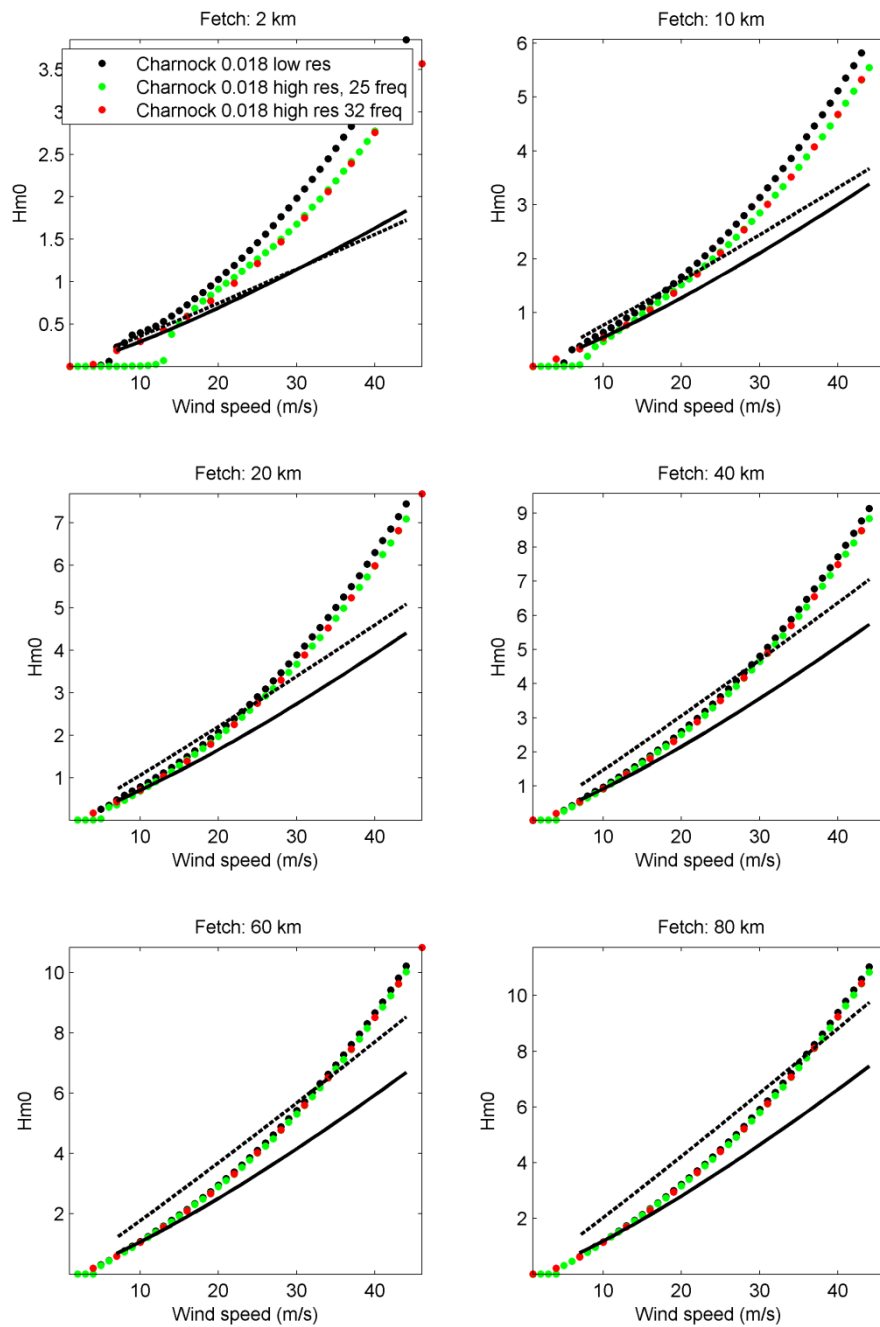 Fetch: 2 km
3.5
3
2.5
2
1.5
1
0.5
Hm0
Charnock 0.018 low res
Charnock 0.018 high res, 25 freq
Charnock 0.018 high res 32 freq
10 20 30 40
Wind speed (m/s)
Fetch: 10 km
6
5
4
3
2
1
Hm0
10 20 30 40
Wind speed (m/s)
Fetch: 20 km
7
6
5
4
3
2
1
Hm0
10 20 30 40
Wind speed (m/s)
Fetch: 40 km
9
8
7
6
5
4
3
2
1
Hm0
10 20 30 40
Wind speed (m/s)
Fetch: 60 km
10
8
6
4
2
Hm0
10 20 30 40
Wind speed (m/s)
Fetch: 80 km
10
8
6
4
2
Hm0
10 20 30 40
Wind speed (m/s)